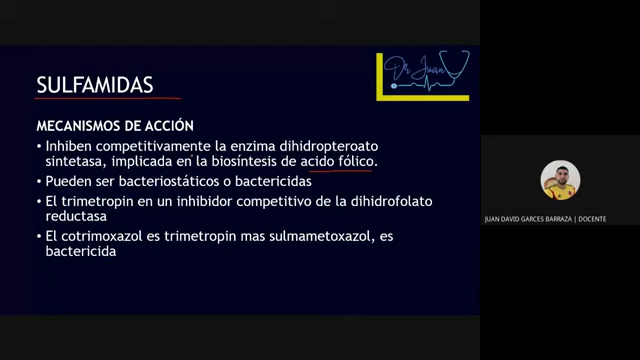 SULFAMIDAS
Dr Juan
MECANISMOS DE ACCIÓN
• Inhiben competitivamente la enzima dihidropteroato
sintetasa, implicada en la biosíntesis de acido fólico.
• Pueden ser bacteriostáticos o bactericidas
• El trimetropin en un inhibidor competitivo de la dihidrofolato
reductasa
• El cotrimoxazol es trimetropin mas sulmametoxazol, es
bactericida
JUAN DAVID GARCES BARRAZA | DOCENTE